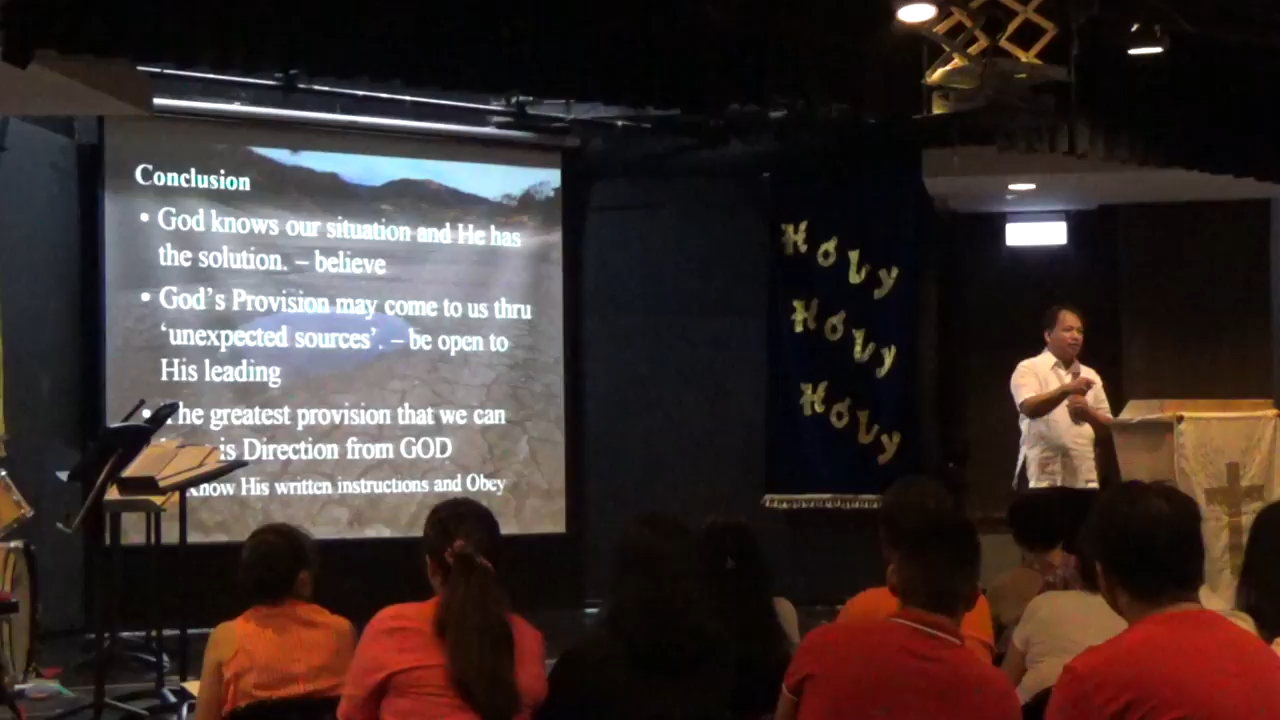 Conclusion
• God knows our situation and He has
the solution. – believe
• God's Provision may come to us thru
'unexpected sources'. – be open to
His leading
• The greatest provision that we can
is Direction from GOD
Know His written instructions and Obey
Holy
Holy
Holy